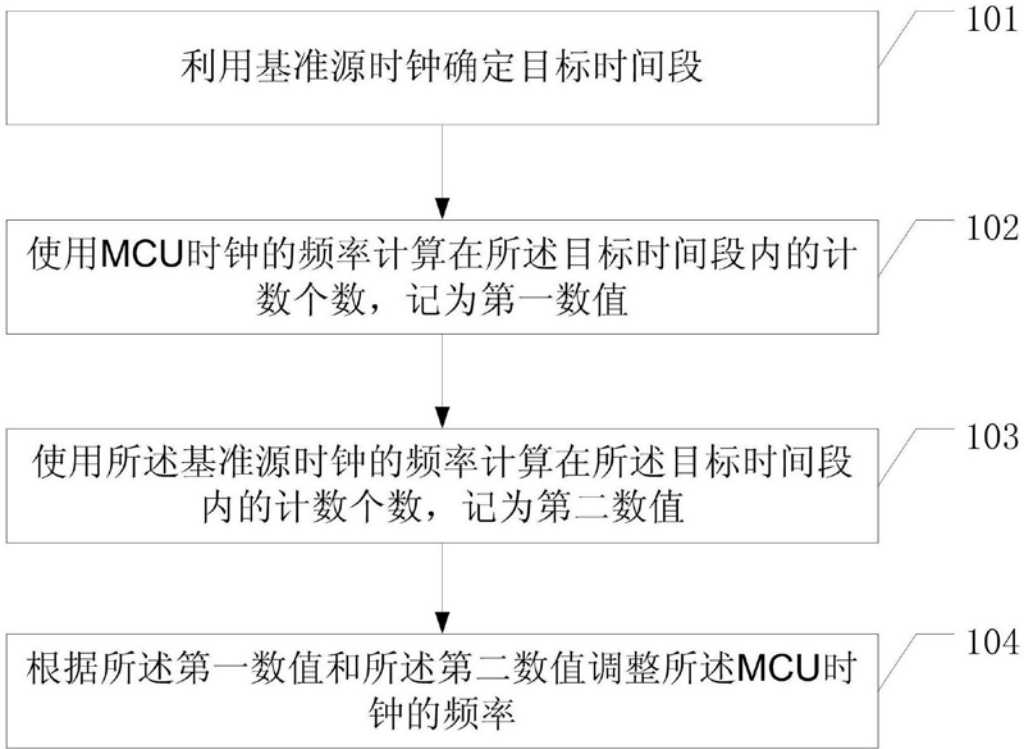 101
利用基准源时钟确定目标时间段
102
使用MCU时钟的频率计算在所述目标时间段内的计
数个数，记为第一数值
103
使用所述基准源时钟的频率计算在所述目标时间段
内的计数个数，记为第二数值
104
根据所述第一数值和所述第二数值调整所述MCU时
钟的频率